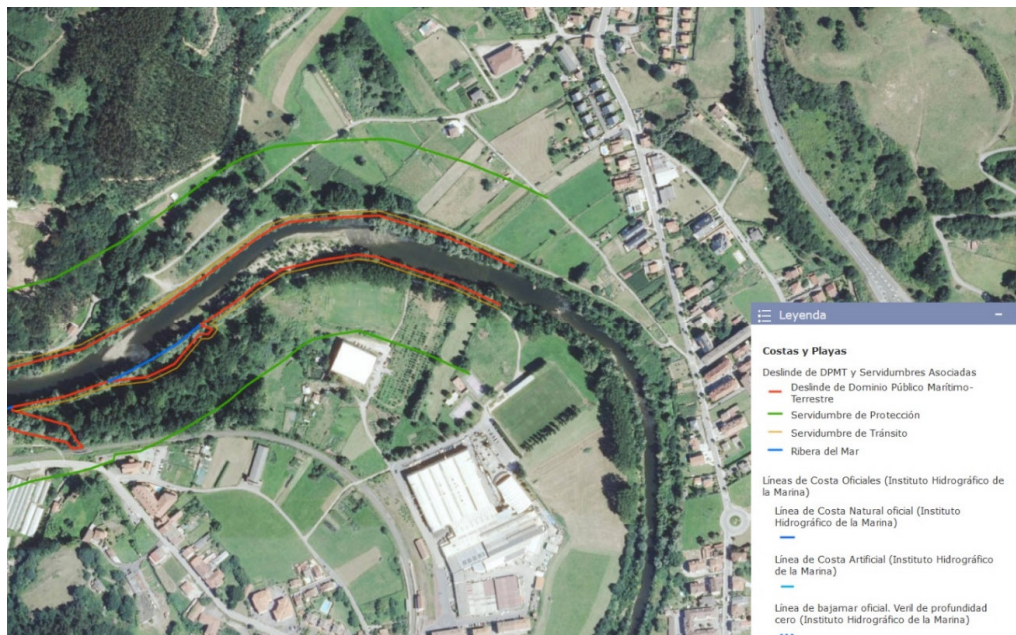 Leyenda
Costas y Playas
Deslinde de DPMT y Servidumbres Asociadas
Deslinde de Dominio Público Marítimo-
Terrestre
Servidumbre de Protección
Servidumbre de Tránsito
Ribera del Mar
Líneas de Costa Oficiales (Instituto Hidrográfico de
la Marina)
Línea de Costa Natural oficial (Instituto
Hidrográfico de la Marina)
Línea de Costa Artificial (Instituto Hidrográfico
de la Marina)
Línea de bajamar oficial. Veril de profundidad
cero (Instituto Hidrográfico de la Marina)